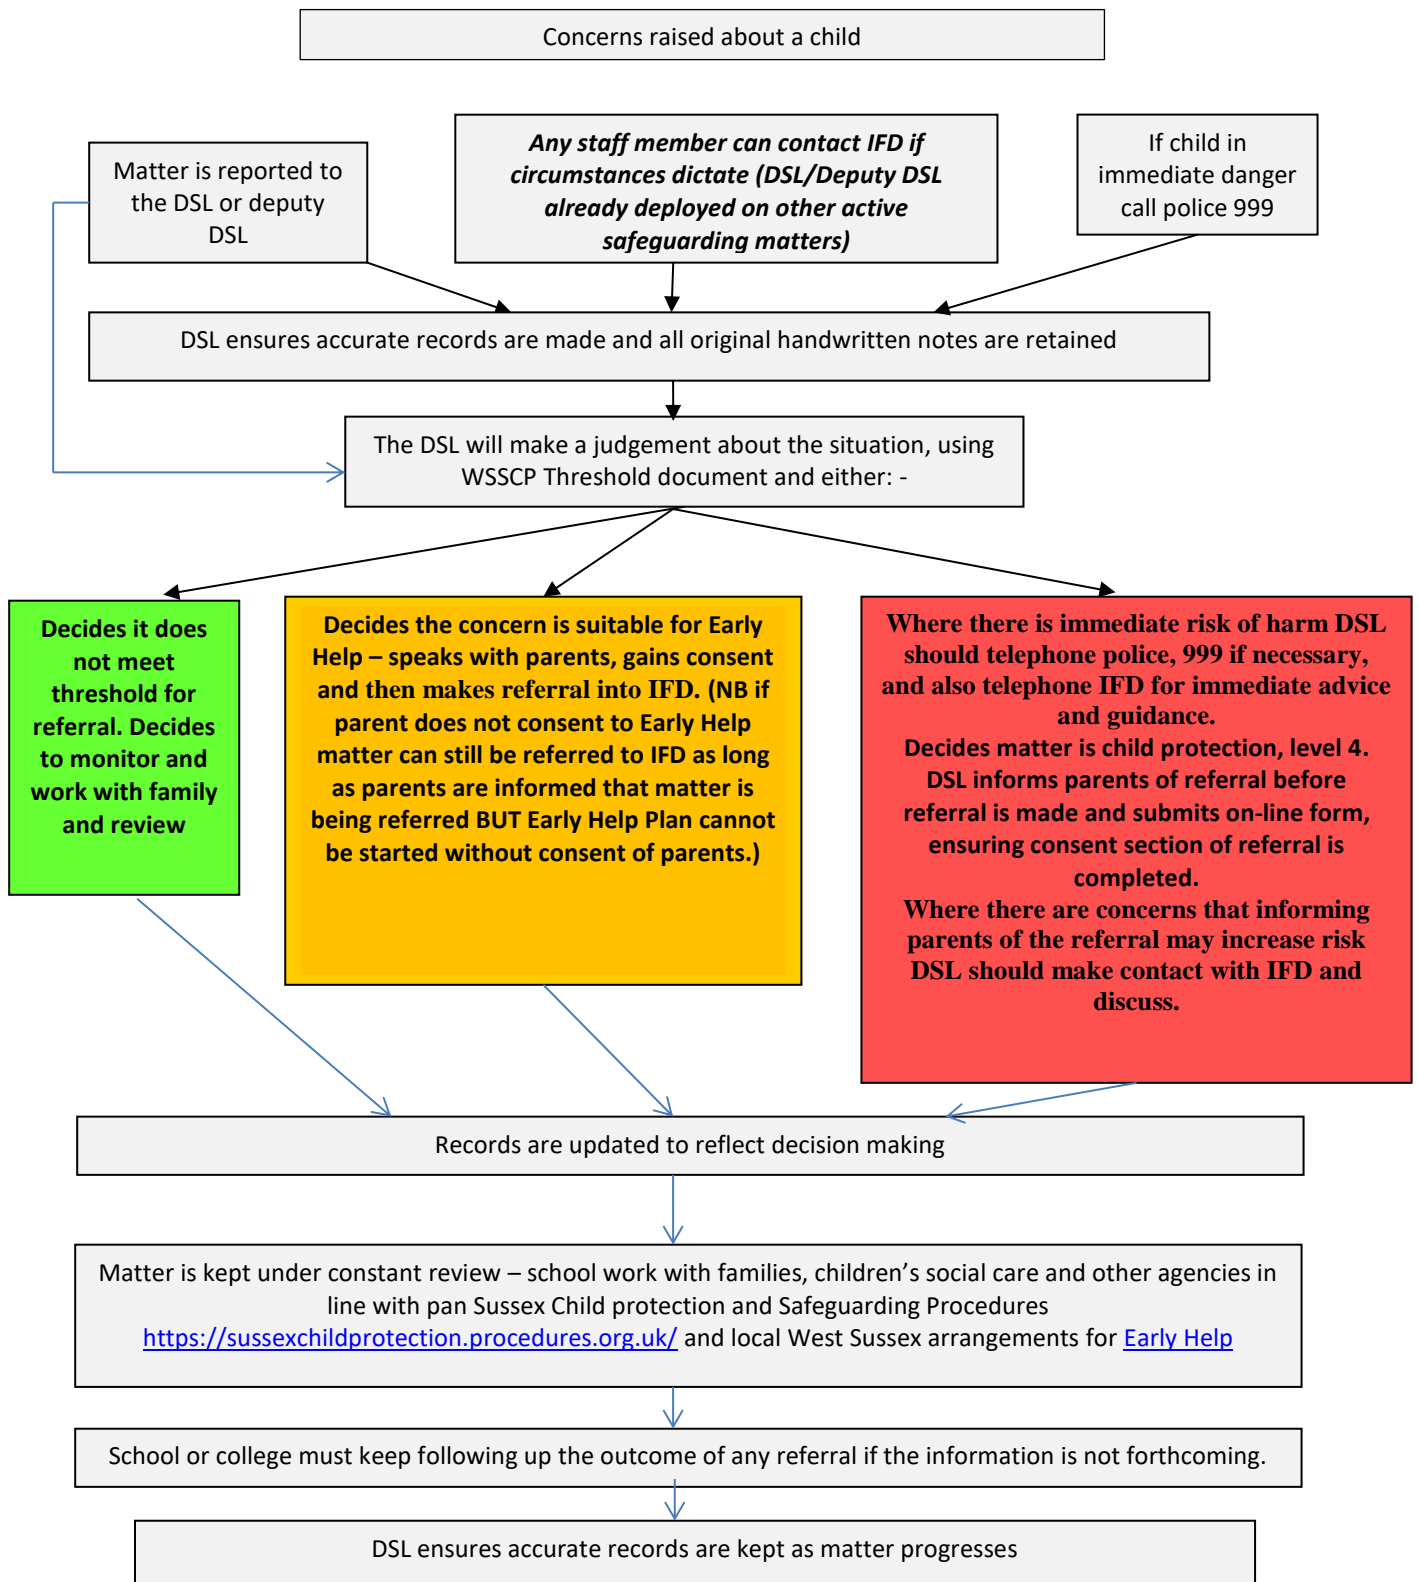 Concerns raised about a child
Matter is reported to
the DSL or deputy
DSL
Any staff member can contact IFD if
circumstances dictate (DSL/Deputy DSL
already deployed on other active
safeguarding matters)
If child in
immediate danger
call police 999
DSL ensures accurate records are made and all original handwritten notes are retained
The DSL will make a judgement about the situation, using
WSSCP Threshold document and either: -
Decides it does
not meet
threshold for
referral. Decides
to monitor and
work with family
and review
Decides the concern is suitable for Early
Help – speaks with parents, gains consent
and then makes referral into IFD. (NB if
parent does not consent to Early Help
matter can still be referred to IFD as long
as parents are informed that matter is
being referred BUT Early Help Plan cannot
be started without consent of parents.)
Where there is immediate risk of harm DSL
should telephone police, 999 if necessary,
and also telephone IFD for immediate advice
and guidance.
Decides matter is child protection, level 4.
DSL informs parents of referral before
referral is made and submits on-line form,
ensuring consent section of referral is
completed.
Where there are concerns that informing
parents of the referral may increase risk
DSL should make contact with IFD and
discuss.
Records are updated to reflect decision making
Matter is kept under constant review – school work with families, children’s social care and other agencies in
line with pan Sussex Child protection and Safeguarding Procedures
https://sussexchildprotection.procedures.org.uk/ and local West Sussex arrangements for Early Help
School or college must keep following up the outcome of any referral if the information is not forthcoming.
DSL ensures accurate records are kept as matter progresses